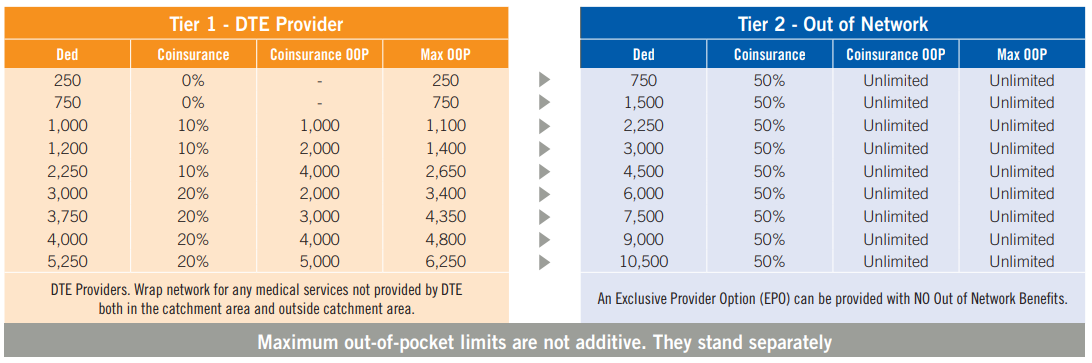 Tier 1 - DTE Provider
Tier 2 - Out of Network
Ded Coinsurance Coinsurance OOP Max OOP
Ded Coinsurance Coinsurance OOP Max OOP
250 0% - 250 ▶ 750 50% Unlimited Unlimited
750 0% - 750 ▶ 1,500 50% Unlimited Unlimited
1,000 10% 1,000 1,100 ▶ 2,250 50% Unlimited Unlimited
1,200 10% 2,000 1,400 ▶ 3,000 50% Unlimited Unlimited
2,250 10% 4,000 2,650 ▶ 4,500 50% Unlimited Unlimited
3,000 20% 2,000 3,400 ▶ 6,000 50% Unlimited Unlimited
3,750 20% 3,000 4,350 ▶ 7,500 50% Unlimited Unlimited
4,000 20% 4,000 4,800 ▶ 9,000 50% Unlimited Unlimited
5,250 20% 5,000 6,250 ▶ 10,500 50% Unlimited Unlimited
DTE Providers. Wrap network for any medical services not provided by DTE
both in the catchment area and outside catchment area.
An Exclusive Provider Option (EPO) can be provided with NO Out of Network Benefits.
Maximum out-of-pocket limits are not additive. They stand separately